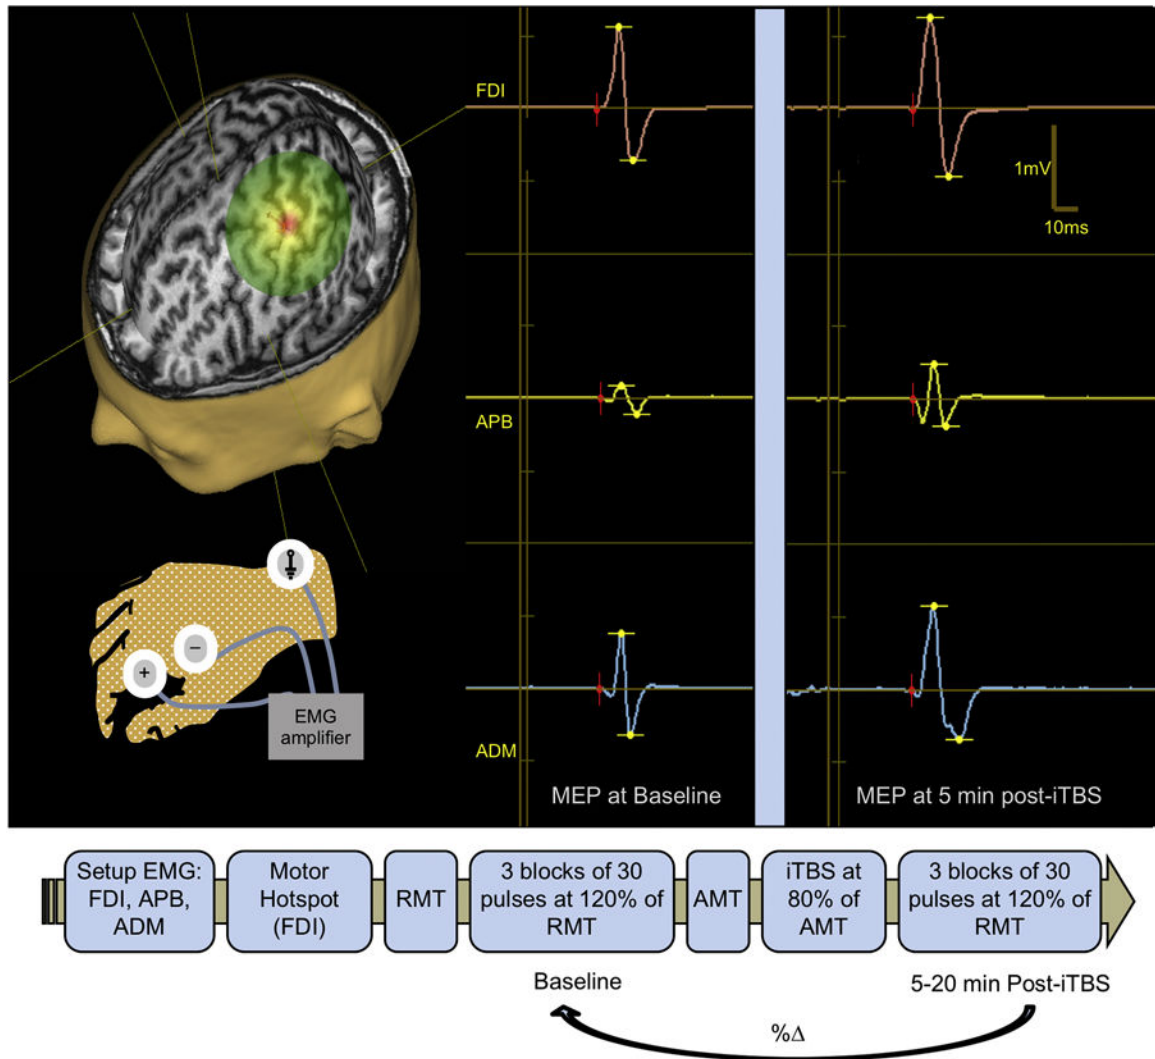 FDI
1mV
10ms
APB
ADM
MEP at Baseline
MEP at 5 min post-iTBS
+
−
EMG
amplifier
Setup EMG:
FDI, APB,
ADM
Motor
Hotspot
(FDI)
RMT
3 blocks of 30
pulses at 120% of
RMT
AMT
iTBS at
80% of
AMT
3 blocks of 30
pulses at 120% of
RMT
Baseline
5-20 min Post-iTBS
%Δ